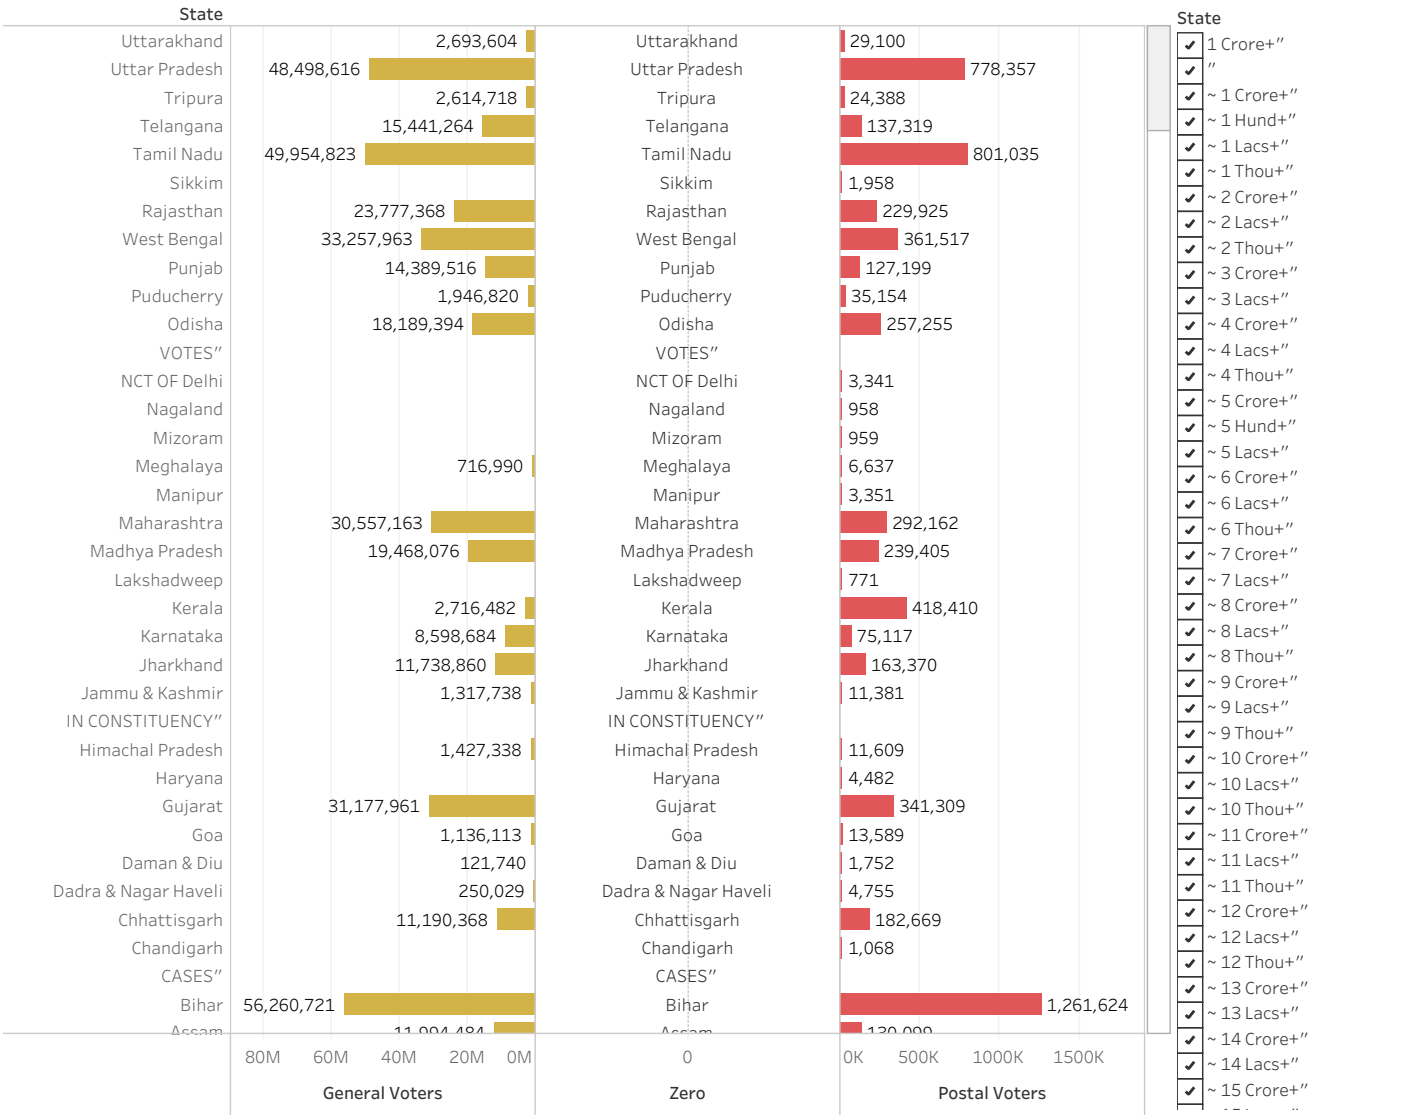 State State
Uttarakhand 2,693,604 Uttarakhand 29,100
Uttar Pradesh 48,498,616 Uttar Pradesh 778,357
Tripura 2,614,718 Tripura 24,388
Telangana 15,441,264 Telangana 137,319
Tamil Nadu 49,954,823 Tamil Nadu 801,035
Sikkim Sikkim 1,958
Rajasthan 23,777,368 Rajasthan 229,925
West Bengal 33,257,963 West Bengal 361,517
Punjab 14,389,516 Punjab 127,199
Puducherry 1,946,820 Puducherry 35,154
Odisha 18,189,394 Odisha 257,255
VOTES” VOTES”
NCT OF Delhi NCT OF Delhi 3,341
Nagaland Nagaland 958
Mizoram Mizoram 959
Meghalaya 716,990 Meghalaya 6,637
Manipur Manipur 3,351
Maharashtra 30,557,163 Maharashtra 292,162
Madhya Pradesh 19,468,076 Madhya Pradesh 239,405
Lakshadweep Lakshadweep 771
Kerala 2,716,482 Kerala 418,410
Karnataka 8,598,684 Karnataka 75,117
Jharkhand 11,738,860 Jharkhand 163,370
Jammu & Kashmir 1,317,738 Jammu & Kashmir 11,381
IN CONSTITUENCY” IN CONSTITUENCY”
Himachal Pradesh 1,427,338 Himachal Pradesh 11,609
Haryana Haryana 4,482
Gujarat 31,177,961 Gujarat 341,309
Goa 1,136,113 Goa 13,589
Daman & Diu 121,740 Daman & Diu 1,752
Dadra & Nagar Haveli 250,029 Dadra & Nagar Haveli 4,755
Chhattisgarh 11,190,368 Chhattisgarh 182,669
Chandigarh Chandigarh 1,068
CASES” CASES”
Bihar 56,260,721 Bihar 1,261,624
Assam 11,994,484 Assam 130,099
80M 60M 40M 20M 0M 0 0K 500K 1000K 1500K
General Voters Zero Postal Voters
1 Crore+”
”
~ 1 Crore+”
~ 1 Hund+”
~ 1 Lacs+”
~ 1 Thou+”
~ 2 Crore+”
~ 2 Lacs+”
~ 2 Thou+”
~ 3 Crore+”
~ 3 Lacs+”
~ 4 Crore+”
~ 4 Lacs+”
~ 4 Thou+”
~ 5 Crore+”
~ 5 Hund+”
~ 5 Lacs+”
~ 6 Crore+”
~ 6 Lacs+”
~ 6 Thou+”
~ 7 Crore+”
~ 7 Lacs+”
~ 8 Crore+”
~ 8 Lacs+”
~ 8 Thou+”
~ 9 Crore+”
~ 9 Lacs+”
~ 9 Thou+”
~ 10 Crore+”
~ 10 Lacs+”
~ 10 Thou+”
~ 11 Crore+”
~ 11 Lacs+”
~ 11 Thou+”
~ 12 Crore+”
~ 12 Lacs+”
~ 12 Thou+”
~ 13 Crore+”
~ 13 Lacs+”
~ 14 Crore+”
~ 14 Lacs+”
~ 15 Crore+”